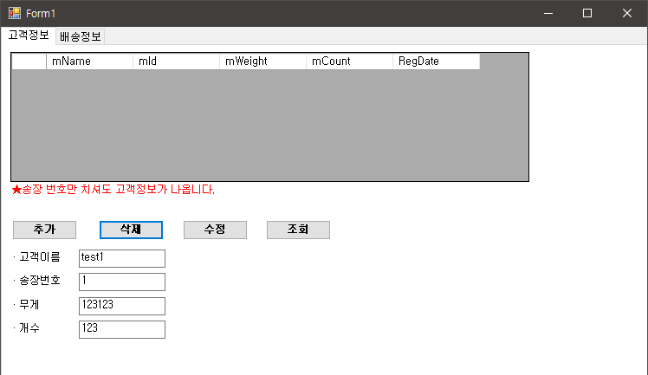 Form1
고객정보 배송정보
mName mId mWeight mCount RegDate
★송장 번호만 치셔도 고객정보가 나옵니다.
추가 삭제 수정 조회
· 고객이름 test1
· 송장번호 1
· 무게 123123
· 개수 123